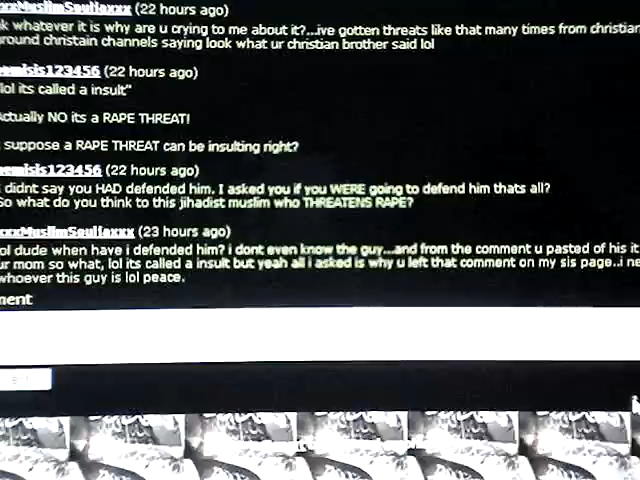 xxxMuslimSouljaxxx (22 hours ago)
k whatever it is why are u crying to me about it?...ive gotten threats like that many times from christian
round christain channels saying look what ur christian brother said lol
emisis123456 (22 hours ago)
lol its called a insult"
Actually NO its a RAPE THREAT!
suppose a RAPE THREAT can be insulting right?
emisis123456 (22 hours ago)
didnt say you HAD defended him. I asked you if you WERE going to defend him thats all?
So what do you think to this jihadist muslim who THREATENS RAPE?
xxxMuslimSouljaxxx (23 hours ago)
ol dude when have i defended him? i dont even know the guy...and from the comment u pasted of his it
ur mom so what, lol its called a insult but yeah all i asked is why u left that comment on my sis page..i ne
whoever this guy is lol peace.
ment